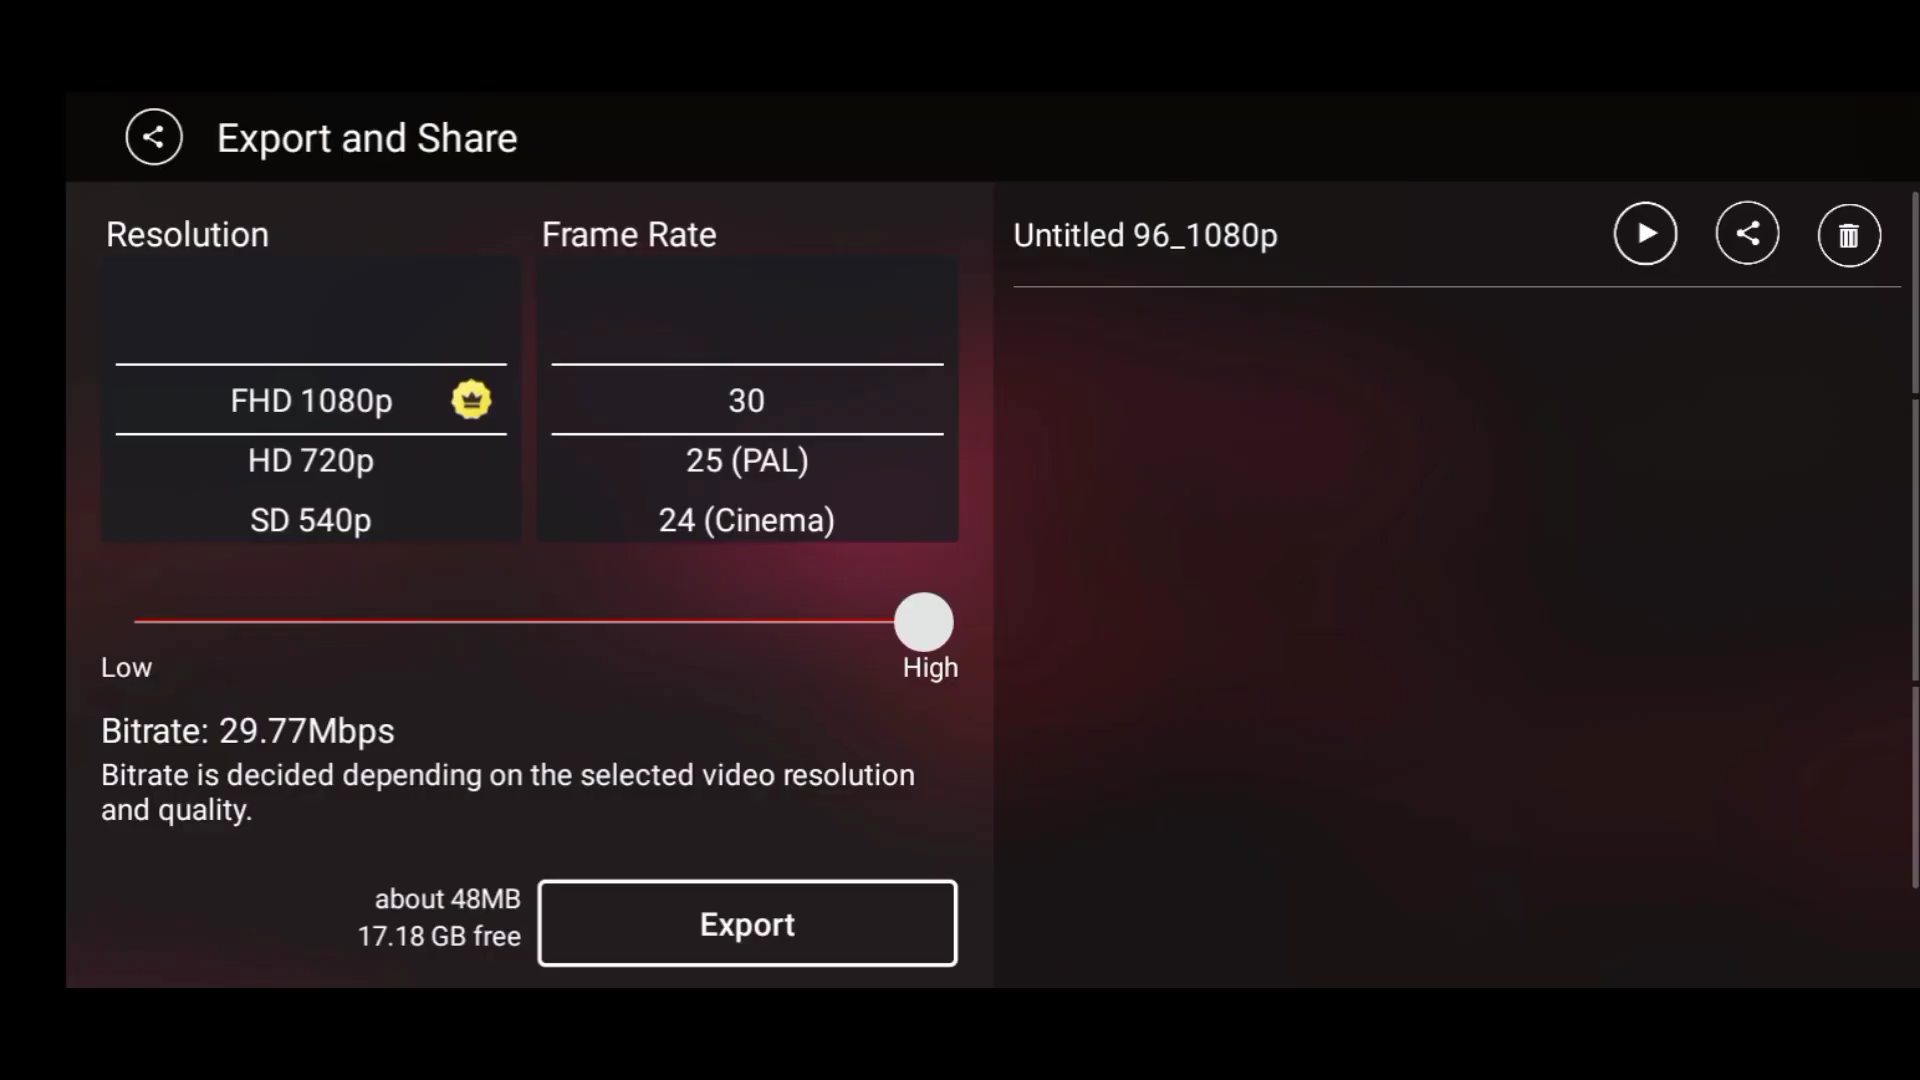 Export and Share
Resolution
Frame Rate
Untitled 96_1080p
FHD 1080p
30
HD 720p
25 (PAL)
SD 540p
24 (Cinema)
Low
High
Bitrate: 29.77Mbps
Bitrate is decided depending on the selected video resolution
and quality.
about 48MB
17.18 GB free
Export